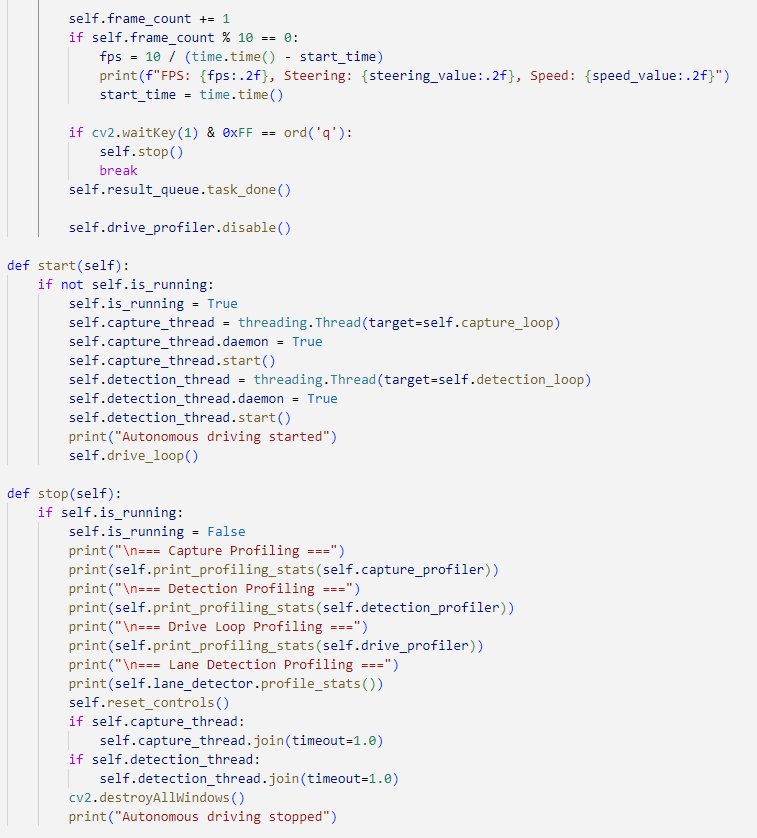 self.frame_count += 1
if self.frame_count % 10 == 0:
fps = 10 / (time.time() - start_time)
print(f"FPS: {fps:.2f}, Steering: {steering_value:.2f}, Speed: {speed_value:.2f}")
start_time = time.time()
if cv2.waitKey(1) & 0xFF == ord('q'):
self.stop()
break
self.result_queue.task_done()
self.drive_profiler.disable()
def start(self):
if not self.is_running:
self.is_running = True
self.capture_thread = threading.Thread(target=self.capture_loop)
self.capture_thread.daemon = True
self.capture_thread.start()
self.detection_thread = threading.Thread(target=self.detection_loop)
self.detection_thread.daemon = True
self.detection_thread.start()
print("Autonomous driving started")
self.drive_loop()
def stop(self):
if self.is_running:
self.is_running = False
print("\n=== Capture Profiling ===")
print(self.print_profiling_stats(self.capture_profiler))
print("\n=== Detection Profiling ===")
print(self.print_profiling_stats(self.detection_profiler))
print("\n=== Drive Loop Profiling ===")
print(self.print_profiling_stats(self.drive_profiler))
print("\n=== Lane Detection Profiling ===")
print(self.lane_detector.profile_stats())
self.reset_controls()
if self.capture_thread:
self.capture_thread.join(timeout=1.0)
if self.detection_thread:
self.detection_thread.join(timeout=1.0)
cv2.destroyAllWindows()
print("Autonomous driving stopped")